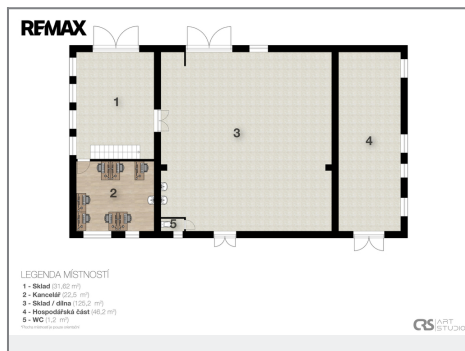 RE/MAX
1
3
4
2
5
LEGENDA MÍSTNOSTÍ
1 - Sklad (31,62 m²)
2 - Kancelář (22,5 m²)
3 - Sklad / dílna (125,2 m²)
4 - Hospodářská část (46,2 m²)
5 - WC (1,2 m²)
CRS ART
STUDIO